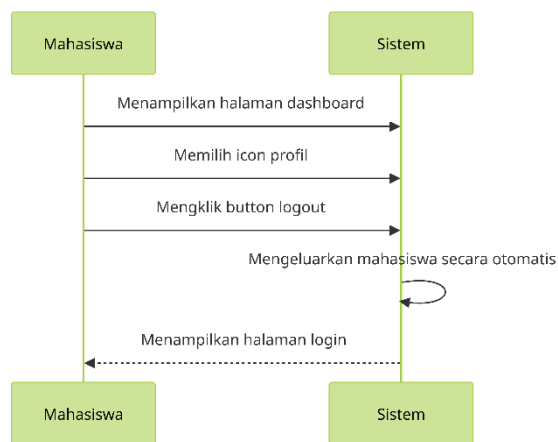 Mahasiswa
Sistem
Menampilkan halaman dashboard
Memilih icon profil
Mengklik button logout
Mengeluarkan mahasiswa secara otomatis
Menampilkan halaman login
Mahasiswa
Sistem